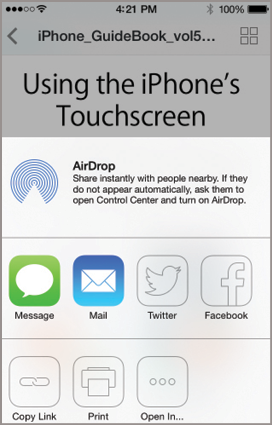 4:21 PM 100%
iPhone_GuideBook_vol5...
Using the iPhone's
Touchscreen
AirDrop
Share instantly with people nearby. If they
do not appear automatically, ask them to
open Control Center and turn on AirDrop.
Message Mail Twitter Facebook
Copy Link Print Open In...